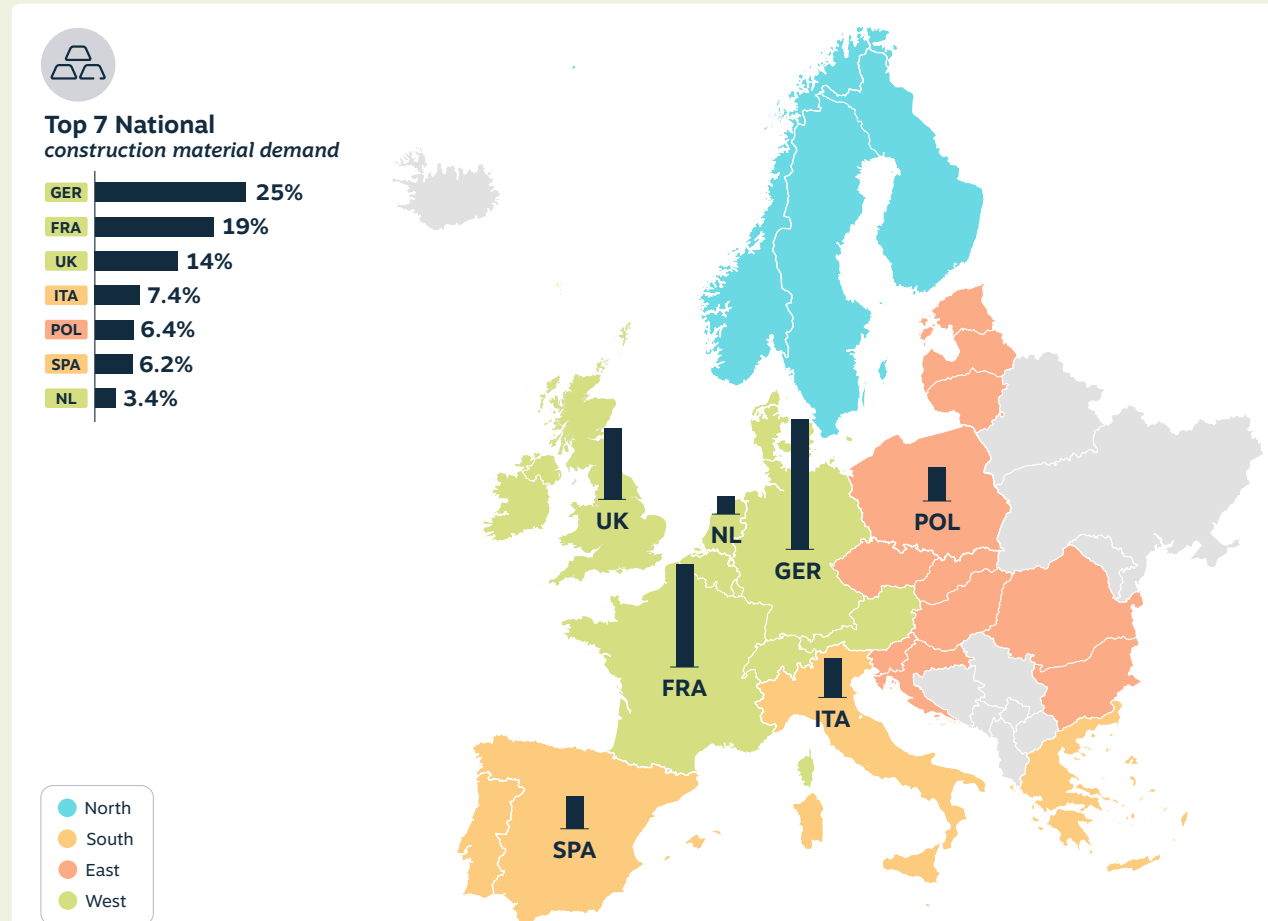 Top 7 National
construction material demand
GER 25%
FRA 19%
UK 14%
ITA 7.4%
POL 6.4%
SPA 6.2%
NL 3.4%
UK
NL
GER
POL
FRA
ITA
SPA
North
South
East
West